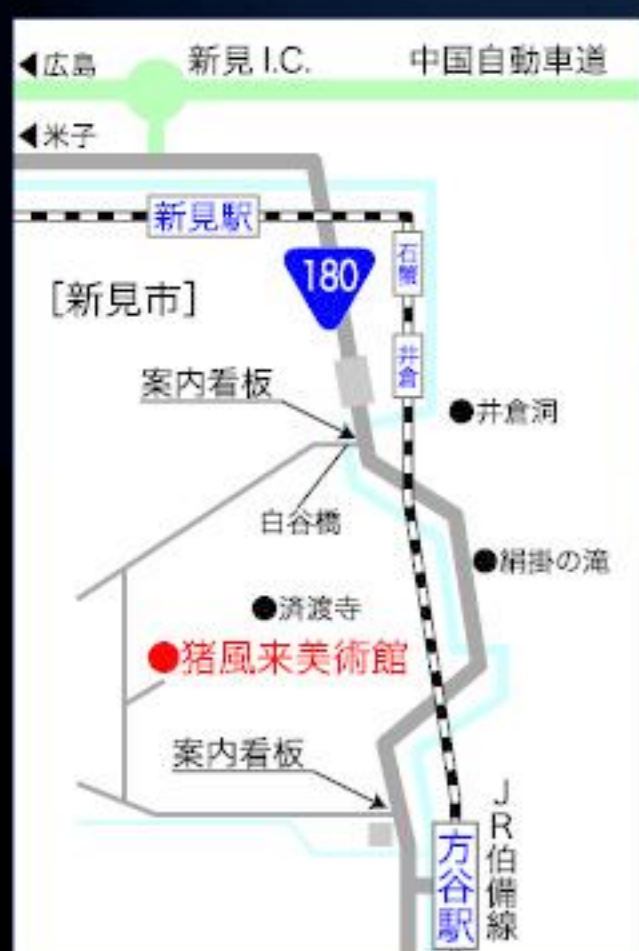 ◀広島
新見 I.C.
中国自動車道
◀米子
新見駅
石蟹
[新見市]
180
井倉
案内看板
●井倉洞
白谷橋
●絹掛の滝
●済渡寺
●猪風来美術館
案内看板
JR伯備線
方谷駅